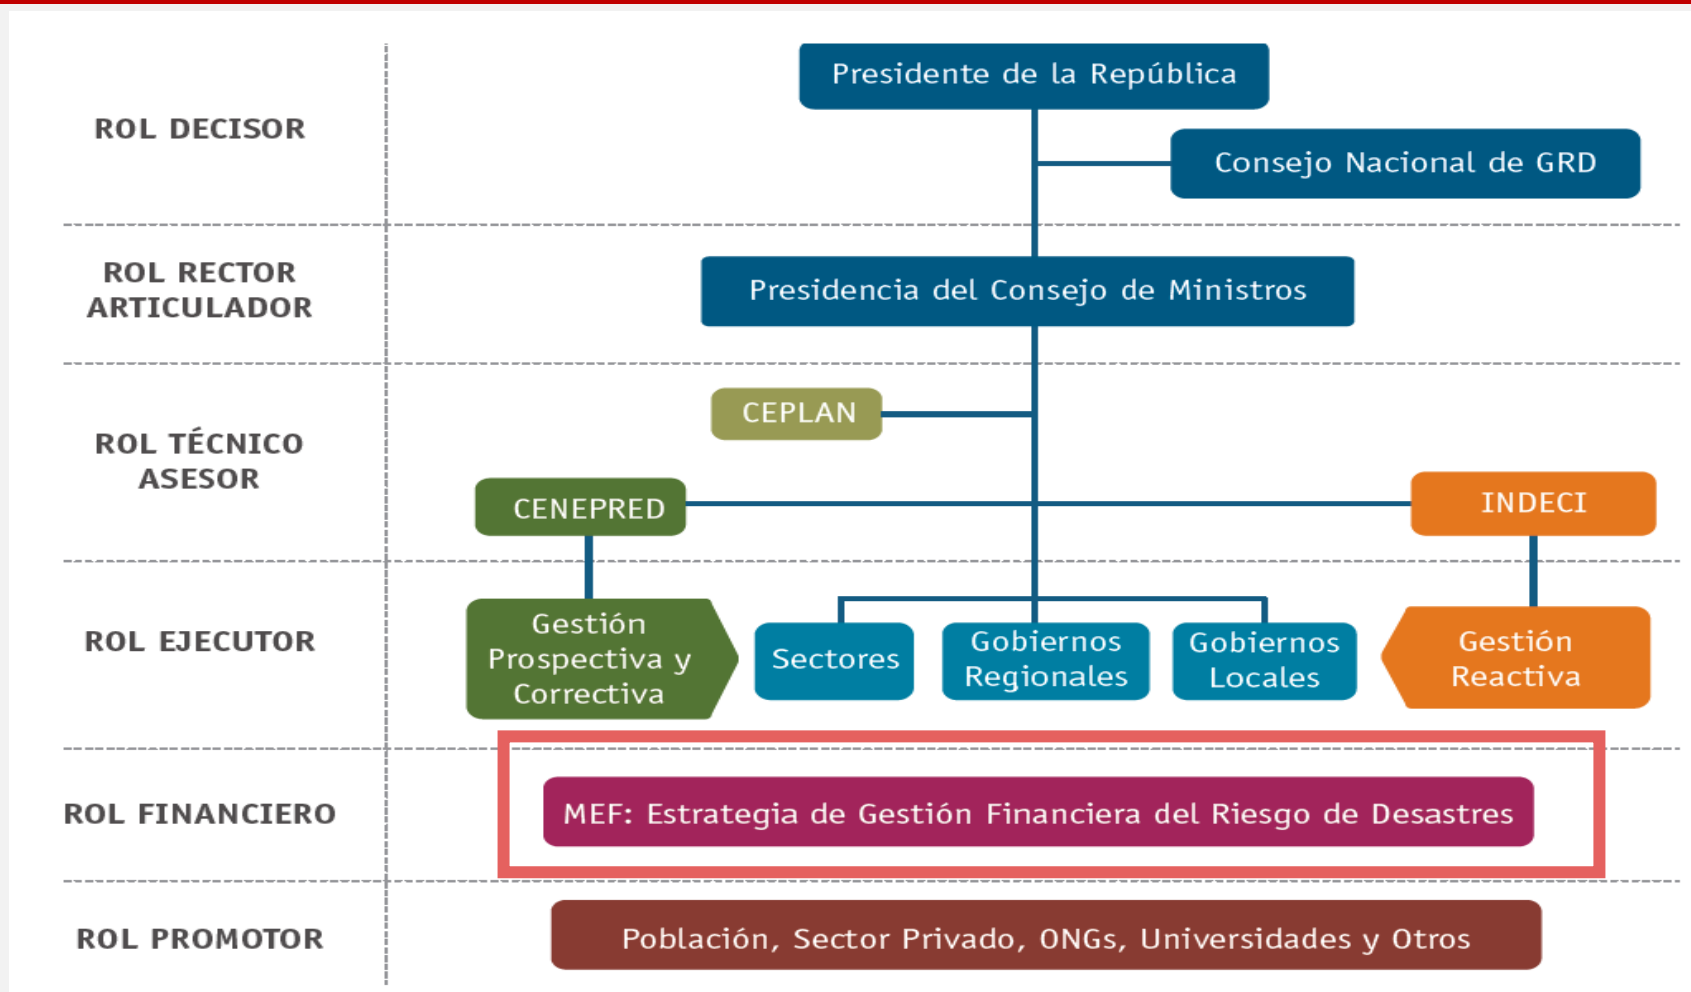 ROL DECISOR
Presidente de la República
Consejo Nacional de GRD
ROL RECTOR
ARTICULADOR
Presidencia del Consejo de Ministros
ROL TÉCNICO
ASESOR
CEPLAN
CENEPRED
INDECI
ROL EJECUTOR
Gestión
Prospectiva y
Correctiva
Sectores
Gobiernos
Regionales
Gobiernos
Locales
Gestión
Reactiva
ROL FINANCIERO
MEF: Estrategia de Gestión Financiera del Riesgo de Desastres
ROL PROMOTOR
Población, Sector Privado, ONGs, Universidades y Otros